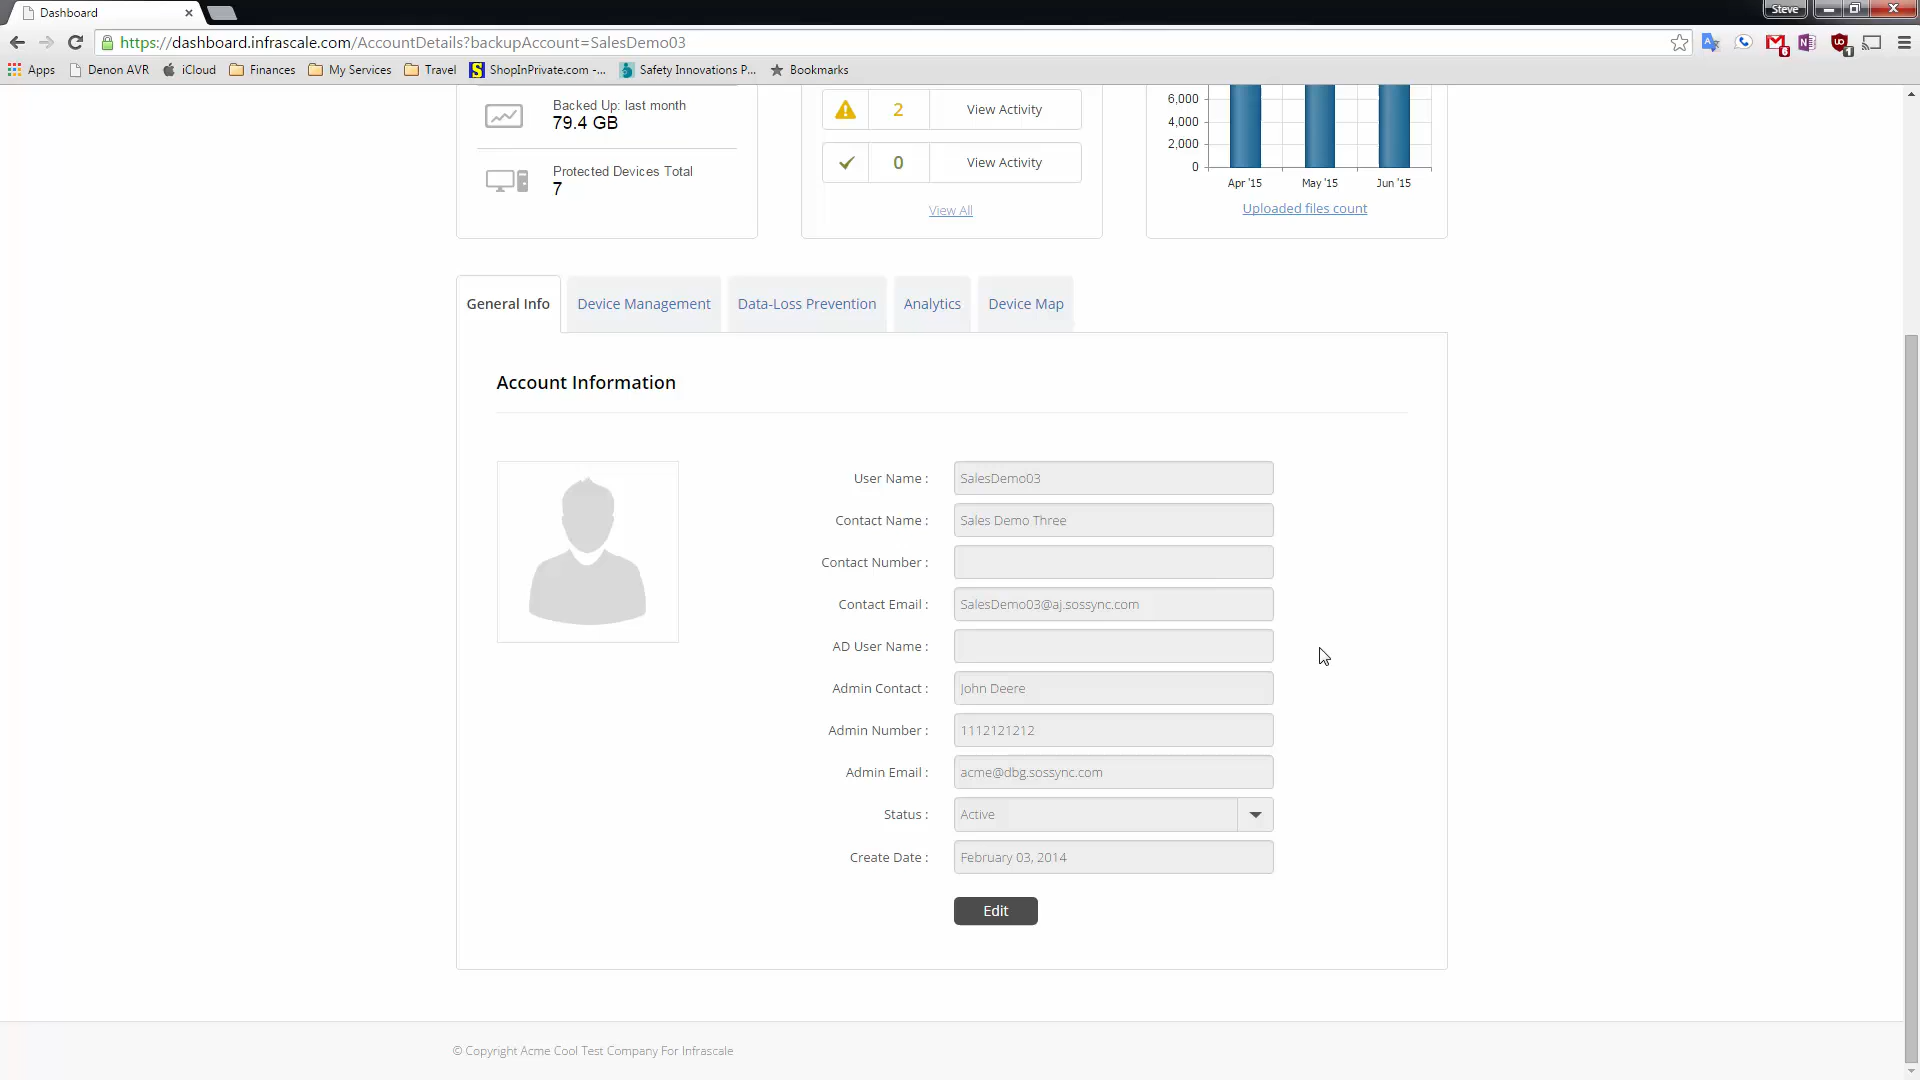 Dashboard
Steve
https://dashboard.infrascale.com/AccountDetails?backupAccount=SalesDemo03
Apps
Denon AVR
iCloud
Finances
My Services
Travel
ShopInPrivate.com -...
Safety Innovations P...
Bookmarks
Backed Up: last month
79.4 GB
Protected Devices Total
7
2
View Activity
0
View Activity
View All
6,000
4,000
2,000
0
Apr '15
May '15
Jun '15
Uploaded files count
General Info
Device Management
Data-Loss Prevention
Analytics
Device Map
Account Information
User Name :
SalesDemo03
Contact Name :
Sales Demo Three
Contact Number :
Contact Email :
SalesDemo03@aj.sossync.com
AD User Name :
Admin Contact :
John Deere
Admin Number :
1112121212
Admin Email :
acme@dbg.sossync.com
Status :
Active
Create Date :
February 03, 2014
Edit
© Copyright Acme Cool Test Company For Infrascale